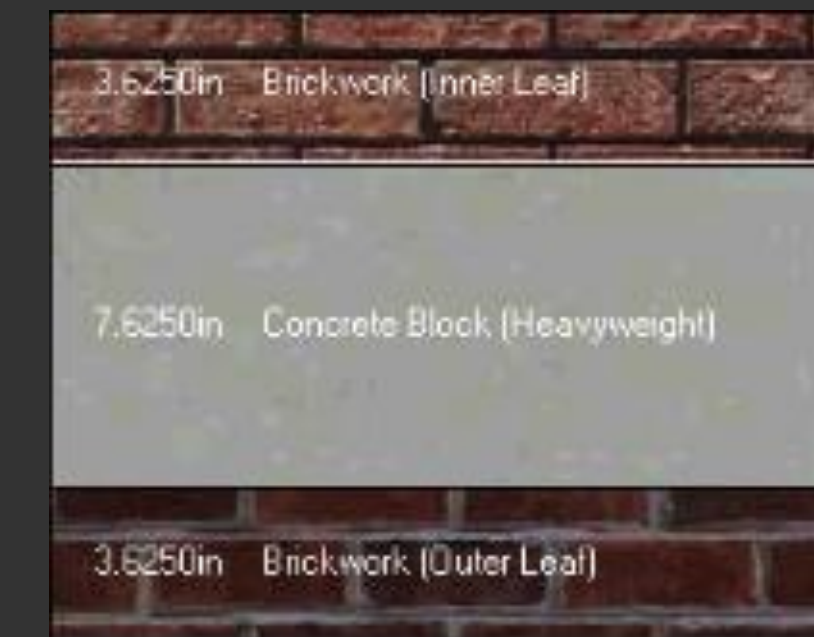 3.6250in Brickwork (Inner Leaf)
7.6250in Concrete Block (Heavyweight)
3.6250in Brickwork (Outer Leaf)